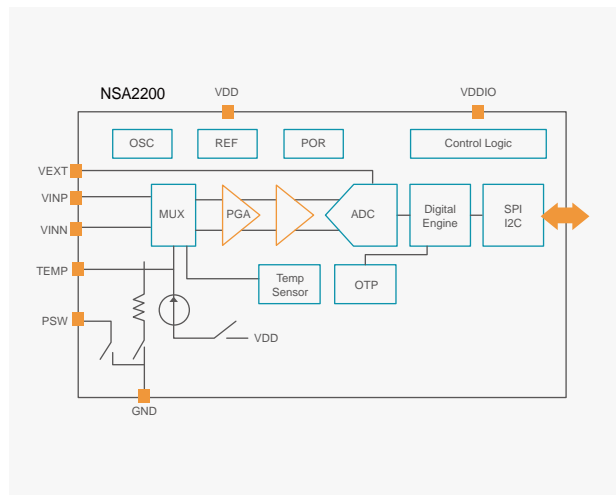 NSA2200
VDD
VDDIO
OSC
REF
POR
Control Logic
VEXT
VINP
VINN
MUX
PGA
ADC
Digital
Engine
SPI
I2C
TEMP
Temp
Sensor
OTP
PSW
VDD
GND